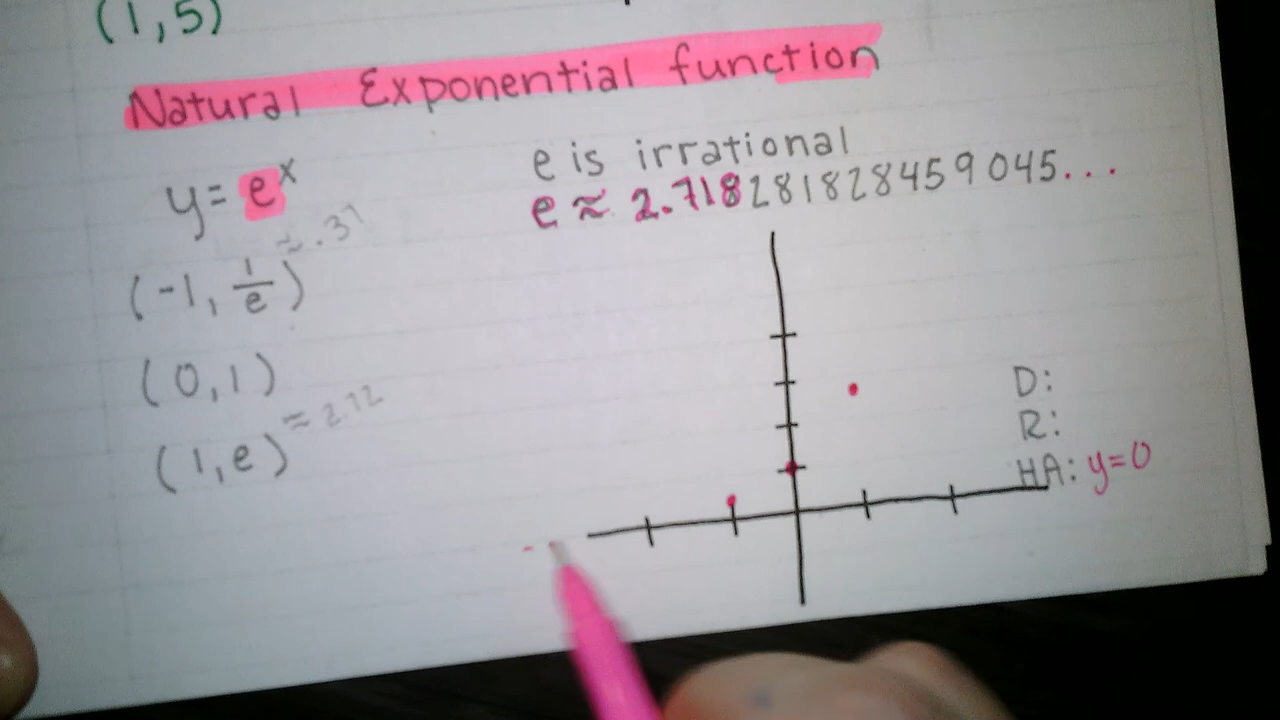 (1,5)
Natural Exponential function
y=eˣ
e is irrational
e ≈ 2.718281828459045...
≈.37
(-1, 1/e)
(0,1)
≈2.72
(1,e)
D:
R:
HA: y=0